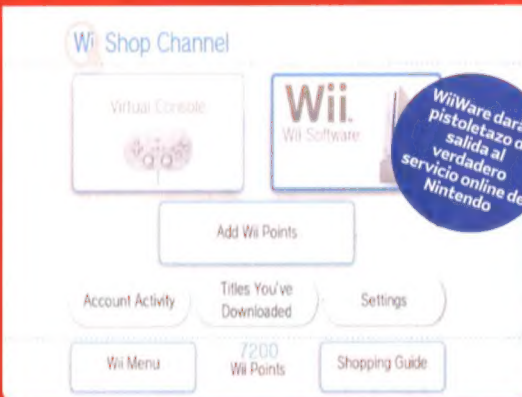 Wii Shop Channel
Virtual Console
Wii.
Wii Software
WiiWare dará
pistoletazo d
salida al
verdadero
servicio online de
Nintendo
Add Wii Points
Account Activity
Titles You've
Downloaded
Settings
Wii Menu
7200
Wii Points
Shopping Guide